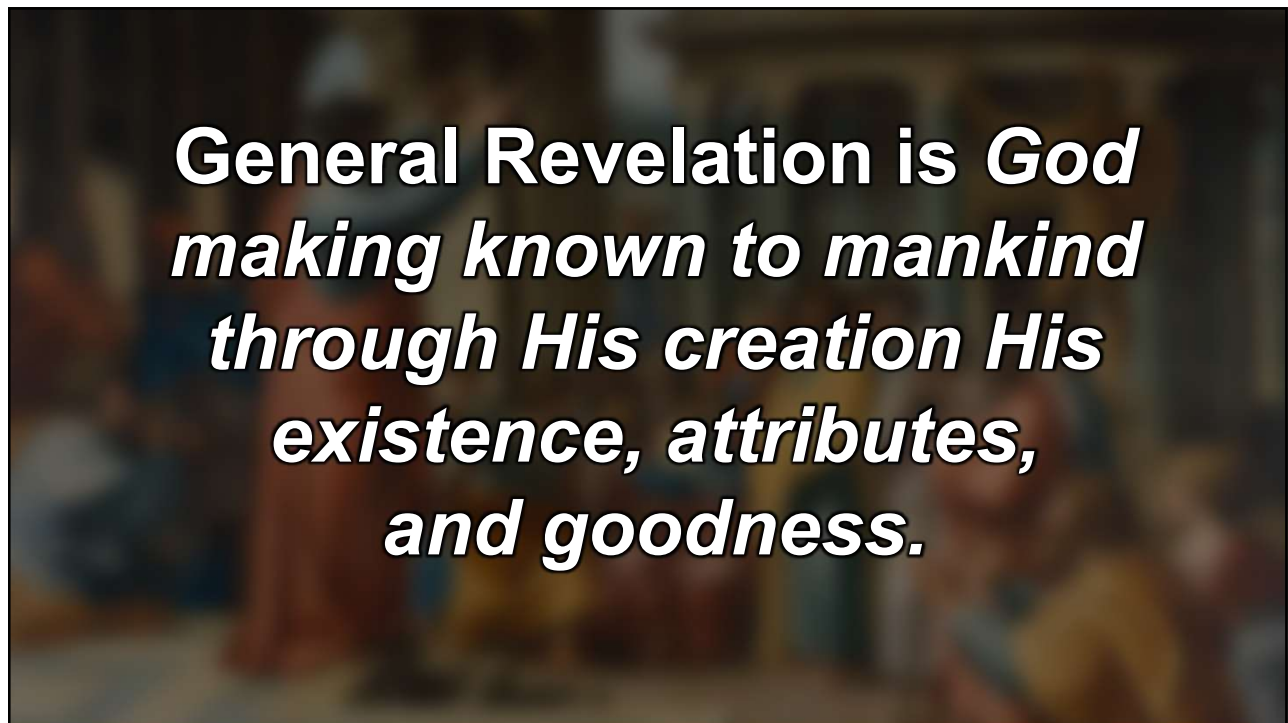 General Revelation is God
making known to mankind
through His creation His
existence, attributes,
and goodness.